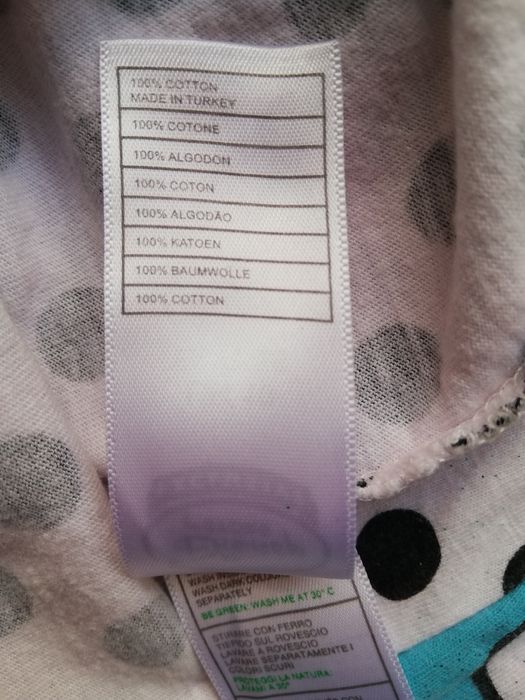 100% COTTON
MADE IN TURKEY
100% COTONE
100% ALGODON
100% COTON
100% ALGODÃO
100% KATOEN
100% BAUMWOLLE
100% COTTON
WASH DARK COLOURS
SEPARATELY
BE GREEN: WASH ME AT 30° C
STIRARE CON FERRO
TIEPIDO SUL ROVESCIO
LAVARE A ROVESCIO
LAVARE SEPARATAMENTE I
COLORI SCURI
PROTEGGI LA NATURA:
LAVAMI A 30°